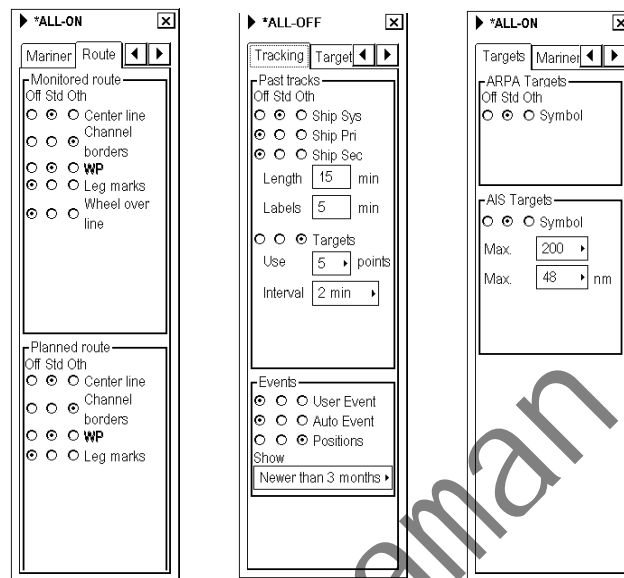 *ALL-ON
Mariner Route
Monitored route
Off Std Oth
Center line
Channel
borders
WP
Leg marks
Wheel over
line
Planned route
Off Std Oth
Center line
Channel
borders
WP
Leg marks
*ALL-OFF
Tracking Target
Past tracks
Off Std Oth
Ship Sys
Ship Pri
Ship Sec
Length 15 min
Labels 5 min
Targets
Use 5 points
Interval 2 min
Events
User Event
Auto Event
Positions
Show
Newer than 3 months
*ALL-ON
Targets Mariner
ARPA Targets
Off Std Oth
Symbol
AIS Targets
Symbol
Max. 200
Max. 48 nm